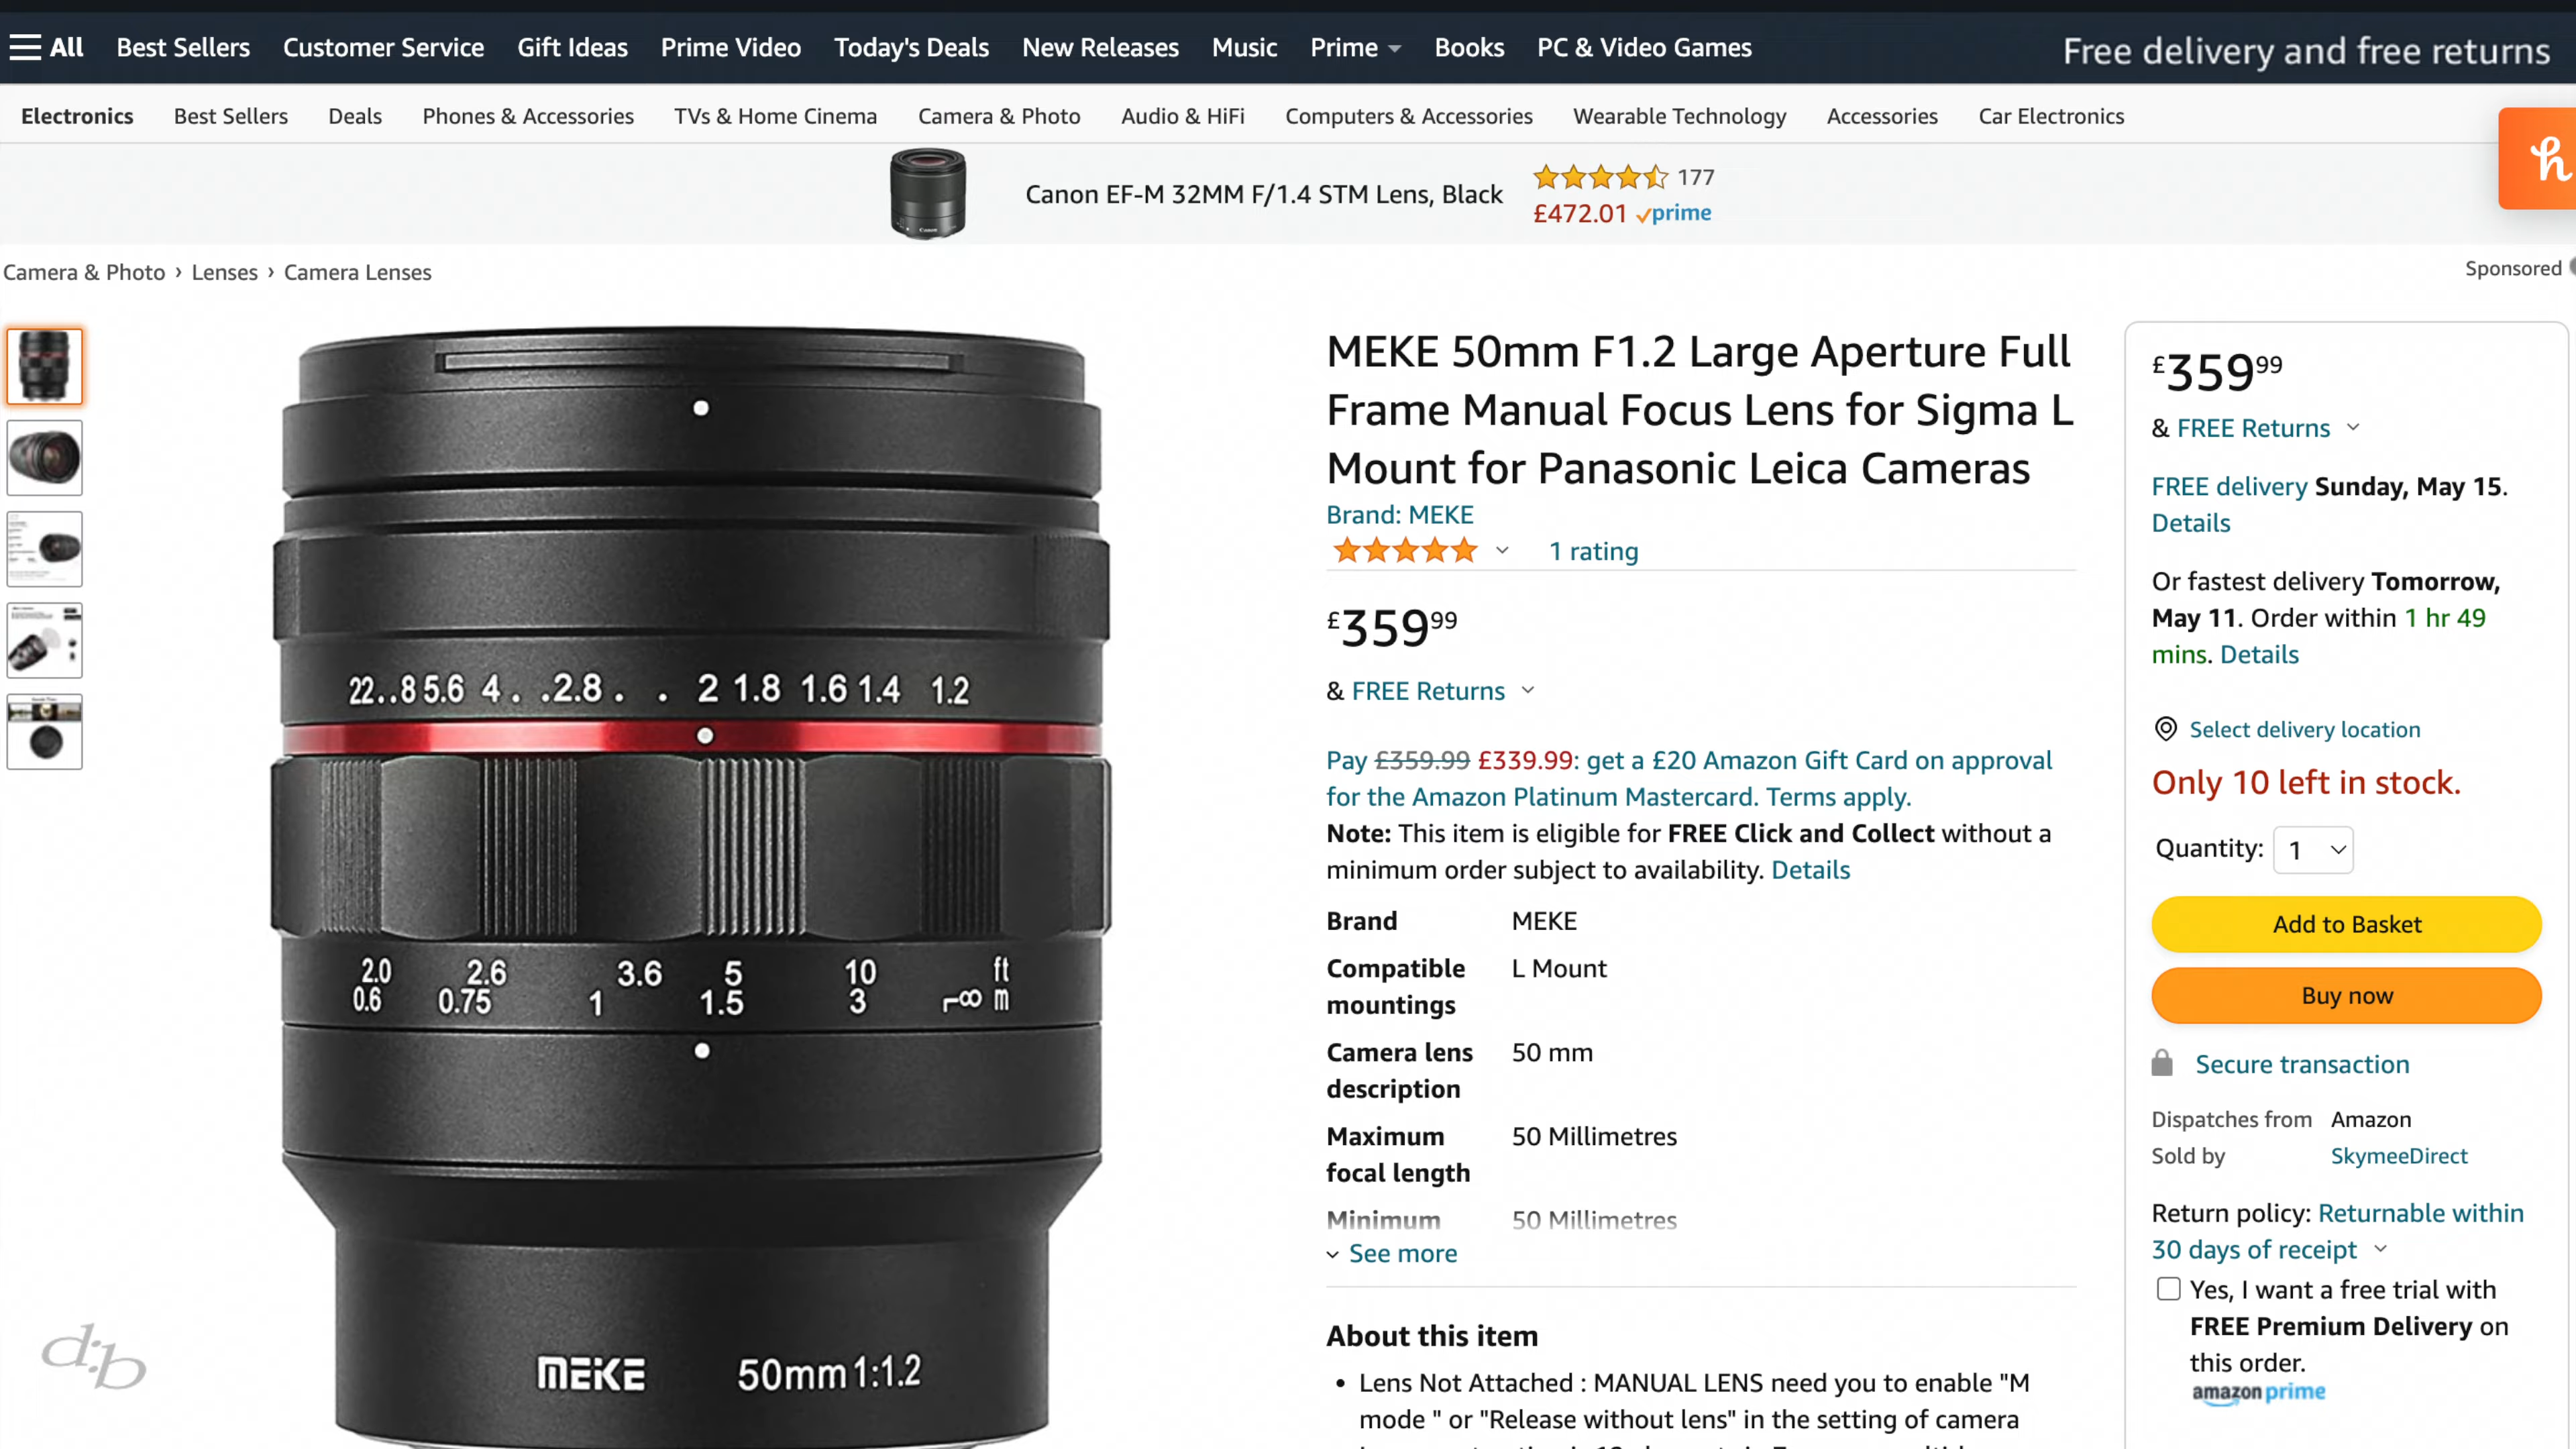 All Best Sellers Customer Service Gift Ideas Prime Video Today's Deals New Releases Music Prime Books PC & Video Games Free delivery and free returns
Electronics Best Sellers Deals Phones & Accessories TVs & Home Cinema Camera & Photo Audio & HiFi Computers & Accessories Wearable Technology Accessories Car Electronics
Canon EF-M 32MM F/1.4 STM Lens, Black
177
£472.01 prime
Camera & Photo › Lenses › Camera Lenses
Sponsored
22..8 5.6 4 . .2.8 . . 2 1.8 1.6 1.4 1.2
2.0 2.6 3.6 5 10 ft
0.6 0.75 1 1.5 3 ∞ m
MEIKE 50mm 1:1.2
d:b
MEKE 50mm F1.2 Large Aperture Full
Frame Manual Focus Lens for Sigma L
Mount for Panasonic Leica Cameras
Brand: MEKE
1 rating
£359.99
& FREE Returns
Pay £359.99 £339.99: get a £20 Amazon Gift Card on approval
for the Amazon Platinum Mastercard. Terms apply.
Note: This item is eligible for FREE Click and Collect without a
minimum order subject to availability. Details
Brand MEKE
Compatible L Mount
mountings
Camera lens 50 mm
description
Maximum 50 Millimetres
focal length
Minimum 50 Millimetres
See more
About this item
• Lens Not Attached : MANUAL LENS need you to enable "M
mode " or "Release without lens" in the setting of camera
£359.99
& FREE Returns
FREE delivery Sunday, May 15.
Details
Or fastest delivery Tomorrow,
May 11. Order within 1 hr 49
mins. Details
Select delivery location
Only 10 left in stock.
Quantity: 1
Add to Basket
Buy now
Secure transaction
Dispatches from Amazon
Sold by SkymeeDirect
Return policy: Returnable within
30 days of receipt
Yes, I want a free trial with
FREE Premium Delivery on
this order.
amazon prime